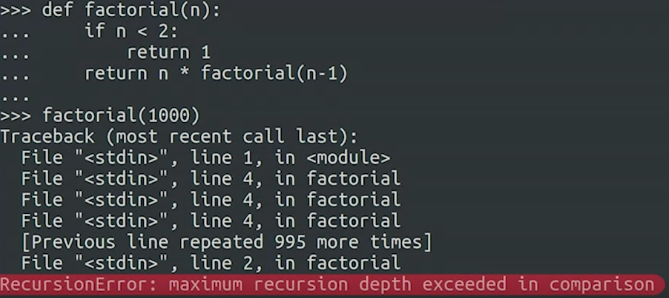 >>> def factorial(n):
...     if n < 2:
...         return 1
...     return n * factorial(n-1)
...
>>> factorial(1000)
Traceback (most recent call last):
  File "<stdin>", line 1, in <module>
  File "<stdin>", line 4, in factorial
  File "<stdin>", line 4, in factorial
  File "<stdin>", line 4, in factorial
  [Previous line repeated 995 more times]
  File "<stdin>", line 2, in factorial
RecursionError: maximum recursion depth exceeded in comparison